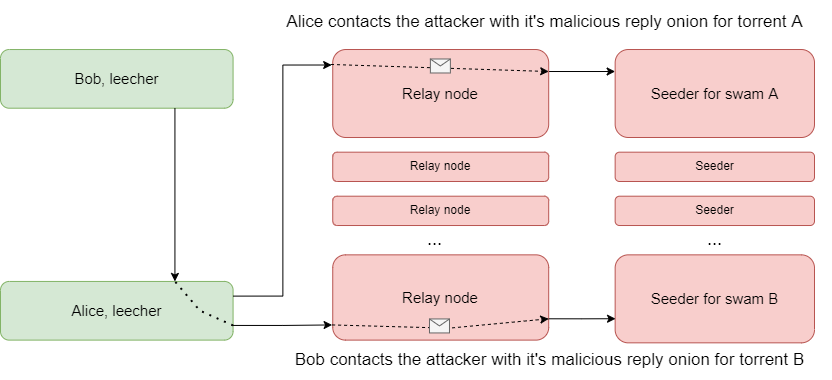 Alice contacts the attacker with it's malicious reply onion for torrent A
Bob, leecher
Relay node
Seeder for swam A
Relay node
Seeder
Relay node
Seeder
...
...
Alice, leecher
Relay node
Seeder for swam B
Bob contacts the attacker with it's malicious reply onion for torrent B